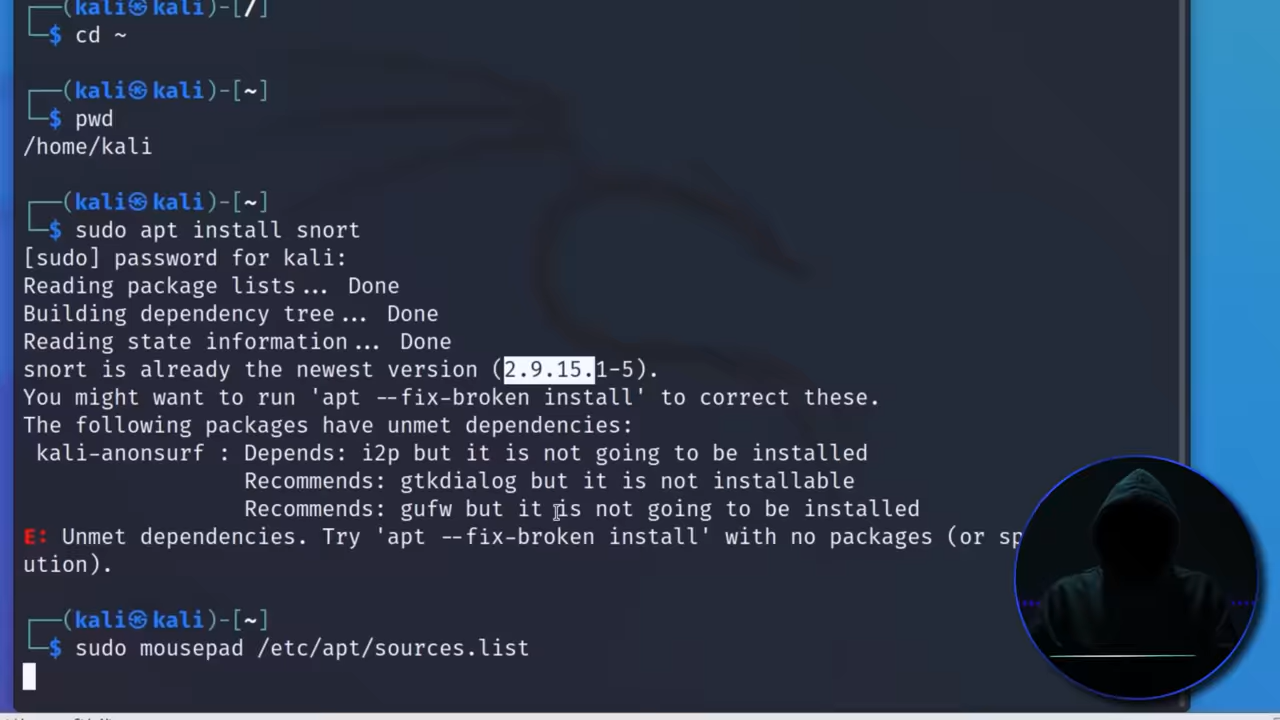 ┌──(kali㉿kali)-[/]
└─$ cd ~
┌──(kali㉿kali)-[~]
└─$ pwd
/home/kali
┌──(kali㉿kali)-[~]
└─$ sudo apt install snort
[sudo] password for kali:
Reading package lists... Done
Building dependency tree... Done
Reading state information... Done
snort is already the newest version (2.9.15.1-5).
You might want to run 'apt --fix-broken install' to correct these.
The following packages have unmet dependencies:
kali-anonsurf : Depends: i2p but it is not going to be installed
Recommends: gtkdialog but it is not installable
Recommends: gufw but it is not going to be installed
E: Unmet dependencies. Try 'apt --fix-broken install' with no packages (or sp
ution).
┌──(kali㉿kali)-[~]
└─$ sudo mousepad /etc/apt/sources.list